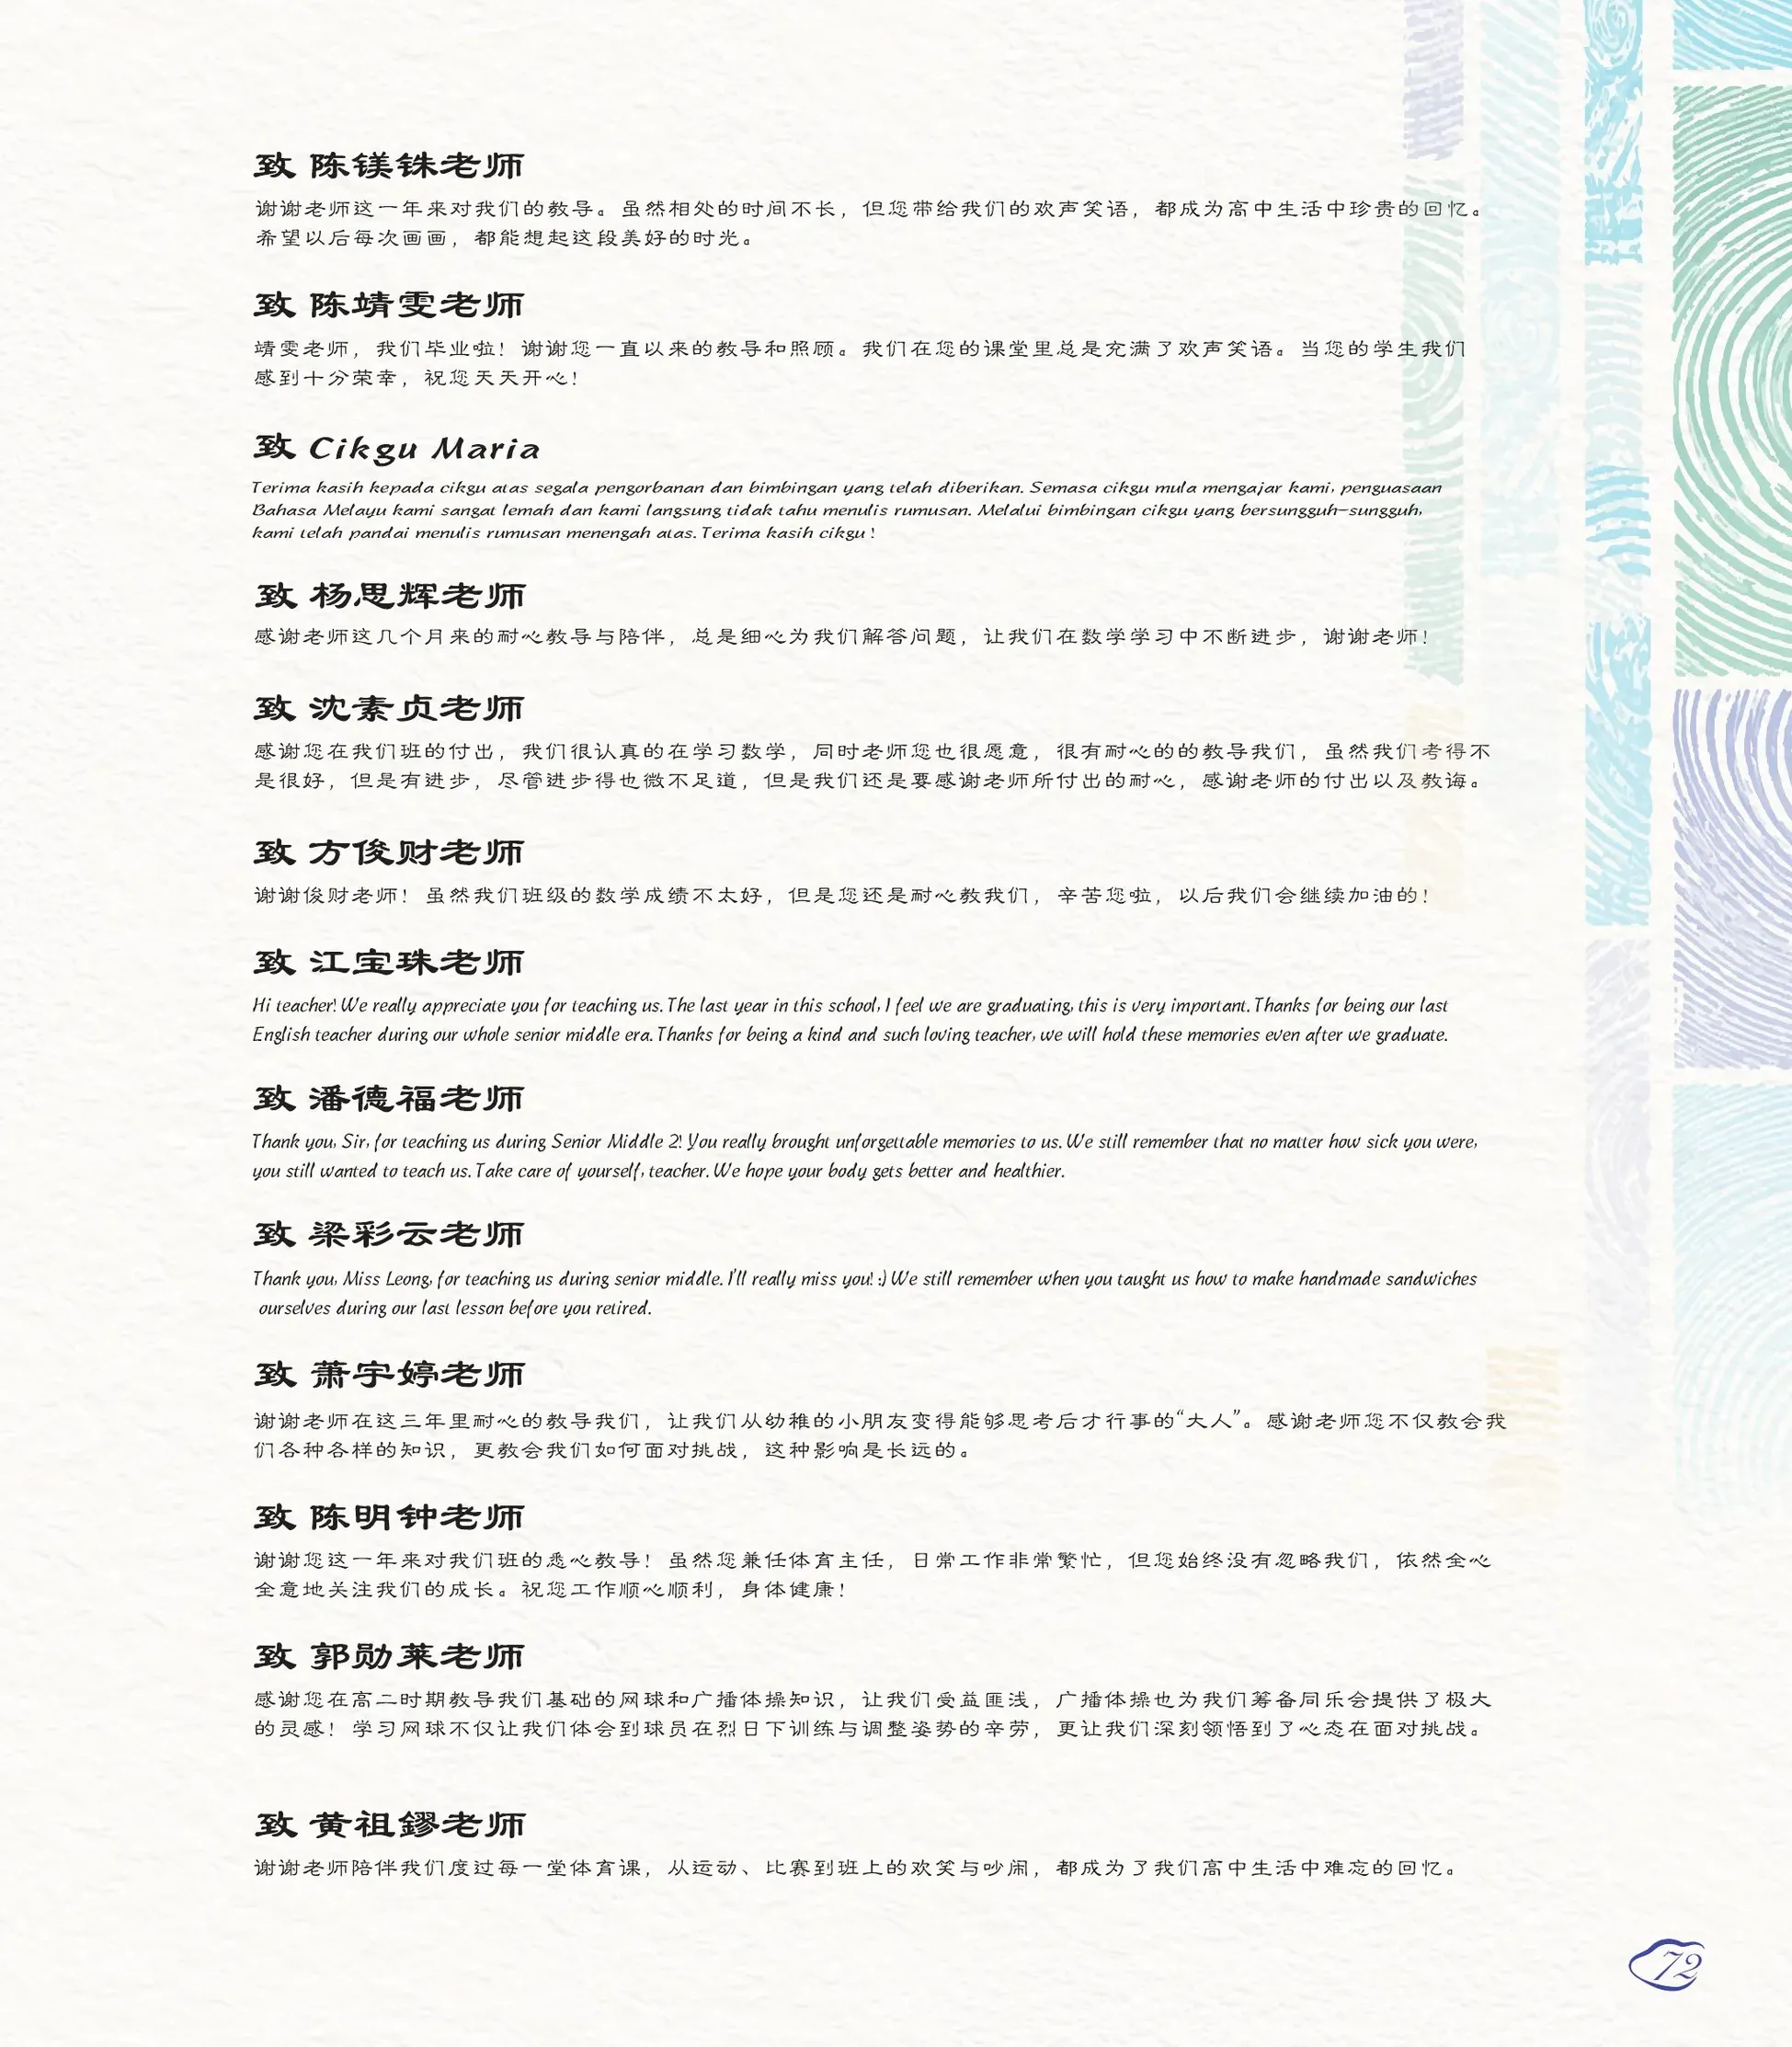 致 陈镁铢老师
谢谢老师这一年来对我们的教导。虽然相处的时间不长，但您带给我们的欢声笑语，都成为高中生活中珍贵的回忆。
希望以后每次画画，都能想起这段美好的时光。
致 陈靖雯老师
靖雯老师，我们毕业啦！谢谢您一直以来的教导和照顾。我们在您的课堂里总是充满了欢声笑语。当您的学生我们
感到十分荣幸，祝您天天开心！
致 Cikgu Maria
Terima kasih kepada cikgu atas segala pengorbanan dan bimbingan yang telah diberikan. Semasa cikgu mula mengajar kami, penguasaan
Bahasa Melayu kami sangat lemah dan kami langsung tidak tahu menulis rumusan. Melalui bimbingan cikgu yang bersungguh-sungguh,
kami telah pandai menulis rumusan menengah atas. Terima kasih cikgu !
致 杨思辉老师
感谢老师这几个月来的耐心教导与陪伴，总是细心为我们解答问题，让我们在数学学习中不断进步，谢谢老师！
致 沈素贞老师
感谢您在我们班的付出，我们很认真的在学习数学，同时老师您也很愿意，很有耐心的的教导我们，虽然我们考得不
是很好，但是有进步，尽管进步得也微不足道，但是我们还是要感谢老师所付出的耐心，感谢老师的付出以及教诲。
致 方俊财老师
谢谢俊财老师！虽然我们班级的数学成绩不太好，但是您还是耐心教我们，辛苦您啦，以后我们会继续加油的！
致 江宝珠老师
Hi teacher! We really appreciate you for teaching us. The last year in this school, I feel we are graduating, this is very important. Thanks for being our last
English teacher during our whole senior middle era. Thanks for being a kind and such loving teacher, we will hold these memories even after we graduate.
致 潘德福老师
Thank you, Sir, for teaching us during Senior Middle 2! You really brought unforgettable memories to us. We still remember that no matter how sick you were,
you still wanted to teach us. Take care of yourself, teacher. We hope your body gets better and healthier.
致 梁彩云老师
Thank you, Miss Leong, for teaching us during senior middle. I'll really miss you! :) We still remember when you taught us how to make handmade sandwiches
ourselves during our last lesson before you retired.
致 萧宇婷老师
谢谢老师在这三年里耐心的教导我们，让我们从幼稚的小朋友变得能够思考后才行事的“大人”。感谢老师您不仅教会我
们各种各样的知识，更教会我们如何面对挑战，这种影响是长远的。
致 陈明钟老师
谢谢您这一年来对我们班的悉心教导！虽然您兼任体育主任，日常工作非常繁忙，但您始终没有忽略我们，依然全心
全意地关注我们的成长。祝您工作顺心顺利，身体健康！
致 郭勋莱老师
感谢您在高二时期教导我们基础的网球和广播体操知识，让我们受益匪浅，广播体操也为我们筹备同乐会提供了极大
的灵感！学习网球不仅让我们体会到球员在烈日下训练与调整姿势的辛劳，更让我们深刻领悟到了心态在面对挑战。
致 黄祖鏐老师
谢谢老师陪伴我们度过每一堂体育课，从运动、比赛到班上的欢笑与吵闹，都成为了我们高中生活中难忘的回忆。
72